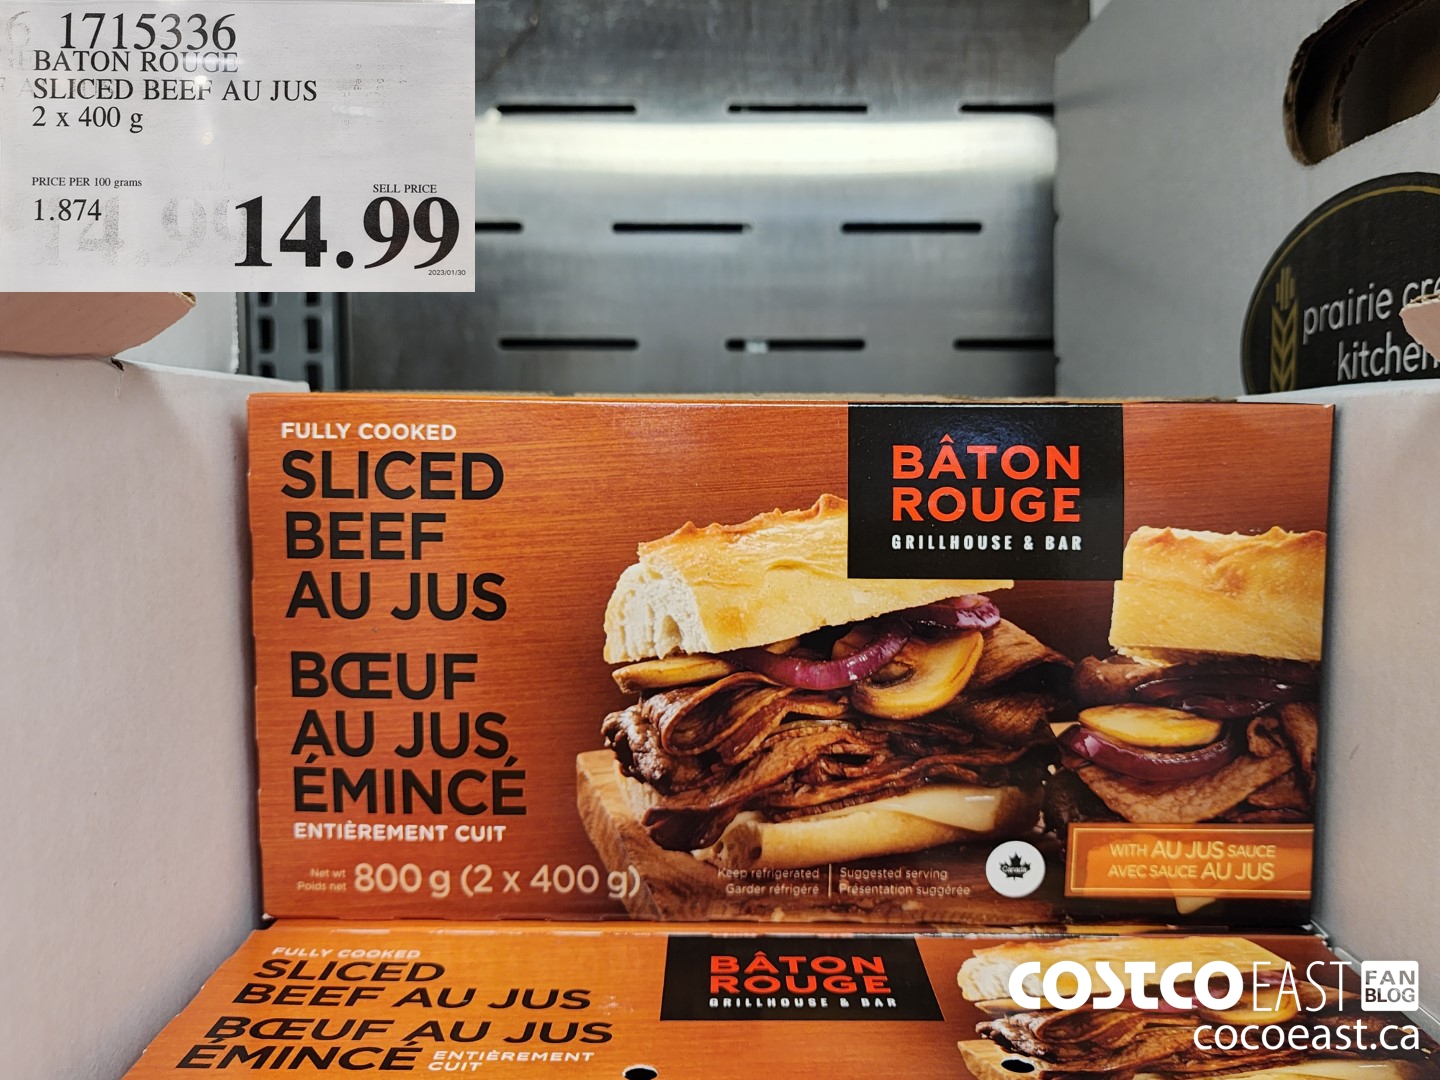 1715336
BATON ROUGE
SLICED BEEF AU JUS
2 x 400 g
PRICE PER 100 grams
1.874
SELL PRICE
14.99
2023/01/30
prairie
kitchen
FULLY COOKED
SLICED
BEEF
AU JUS
BŒUF
AU JUS
ÉMINCÉ
ENTIÈREMENT CUIT
Net wt
Poids net
800 g (2 x 400 g)
BÂTON
ROUGE
GRILLHOUSE & BAR
Keep refrigerated
Garder réfrigéré
Suggested serving
Présentation suggérée
Canada
WITH AU JUS SAUCE
AVEC SAUCE AU JUS
FULLY COOKED
SLICED
BEEF AU JUS
BŒUF AU JUS
ÉMINCÉ ENTIÈREMENT
CUIT
BÂTON
ROUGE
GRILLHOUSE & BAR
COSTCO EAST FAN
BLOG
cocoeast.ca